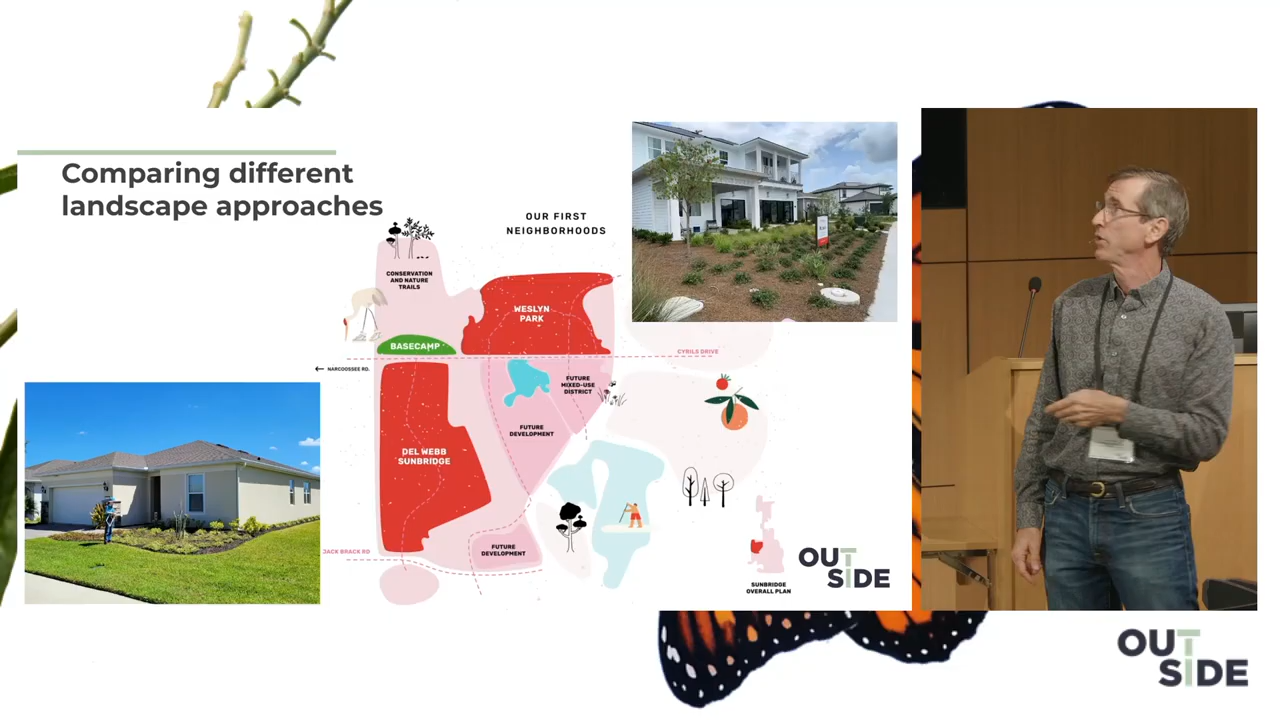 Comparing different
landscape approaches
OUR FIRST
NEIGHBORHOODS
CONSERVATION
AND NATURE
TRAILS
WESLYN
PARK
BASECAMP
CYRILS DRIVE
← NARCOOSSEE RD.
FUTURE
MIXED-USE
DISTRICT
FUTURE
DEVELOPMENT
DEL WEBB
SUNBRIDGE
JACK BRACK RD
FUTURE
DEVELOPMENT
SUNBRIDGE
OVERALL PLAN
OUT
SIDE
OUT
SIDE